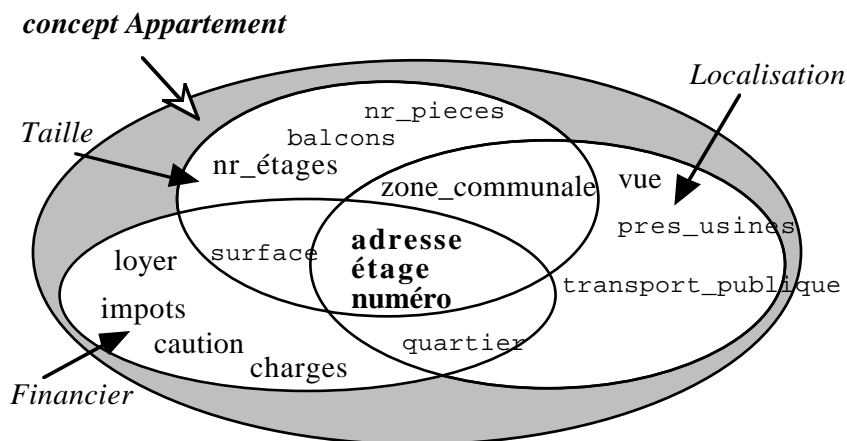 concept Appartement
Localisation
nr_pieces
Taille
balcons
nr_étages
zone_communale
vue
pres_usines
adresse
surface
loyer
étage
transport_publique
numéro
impots
caution
quartier
charges
Financier